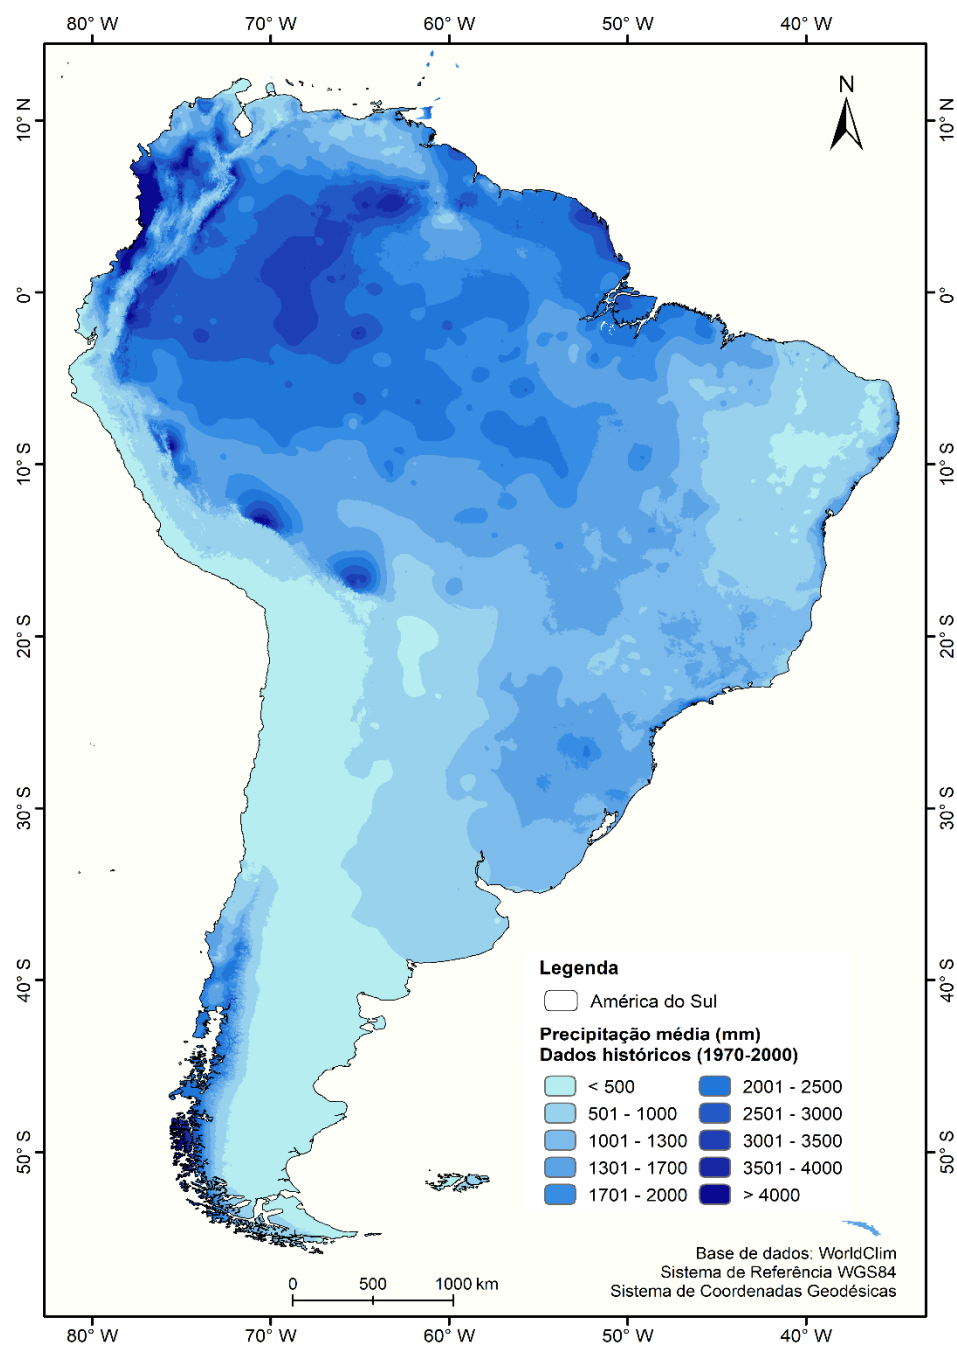 80° W 70° W 60° W 50° W 40° W
N
10° N 10° N
0° 0°
10° S 10° S
20° S 20° S
30° S 30° S
40° S 40° S
50° S 50° S
Legenda
América do Sul
Precipitação média (mm)
Dados históricos (1970-2000)
< 500 2001 - 2500
501 - 1000 2501 - 3000
1001 - 1300 3001 - 3500
1301 - 1700 3501 - 4000
1701 - 2000 > 4000
Base de dados: WorldClim
Sistema de Referência WGS84
Sistema de Coordenadas Geodésicas
0 500 1000 km
80° W 70° W 60° W 50° W 40° W